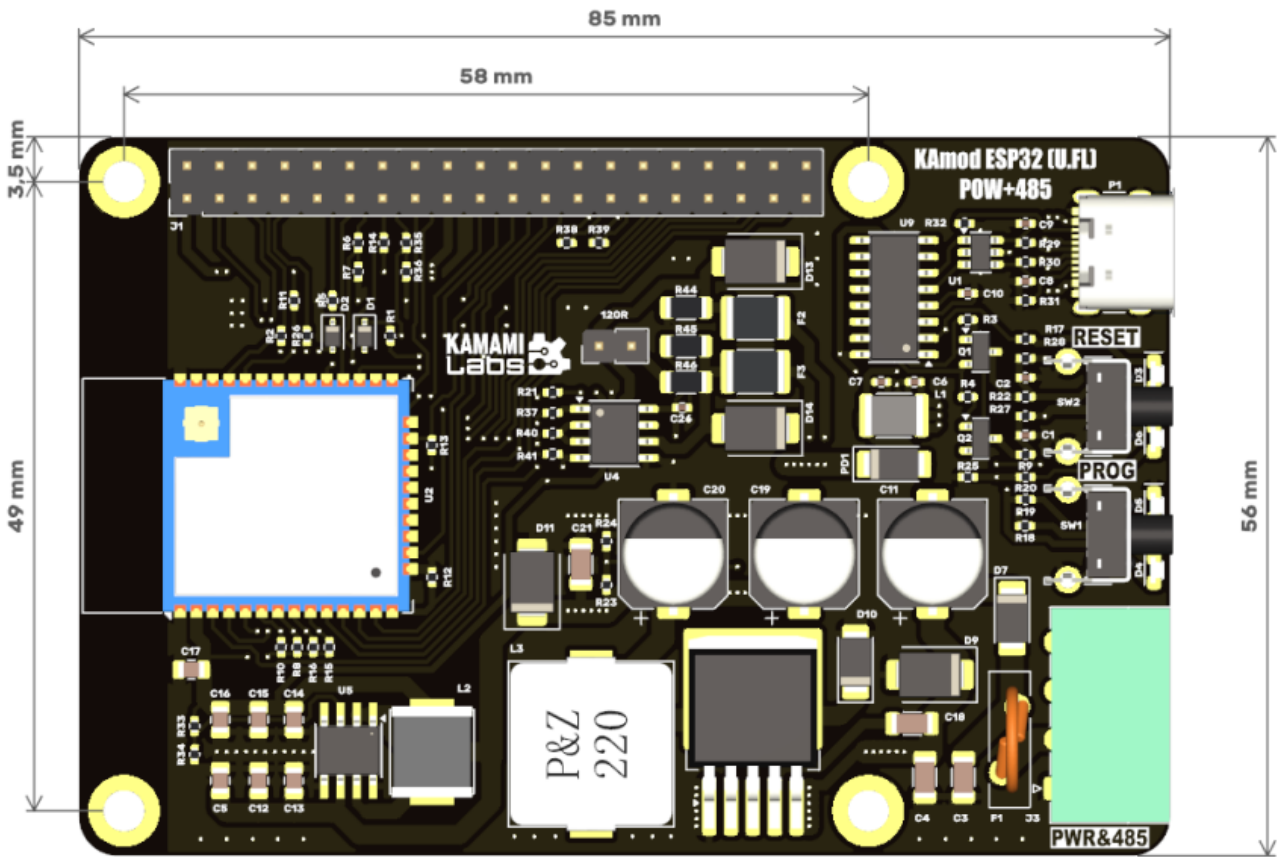 85 mm
58 mm
3,5 mm
49 mm
56 mm
KAmod ESP32 (U.FL)
POW+485
P1
J1
R6
R14
R35
R7
R36
R38
R39
U9
R32
C9
R29
R30
U1
C8
C10
R31
D13
R11
R5
D2
D1
R1
R2
R26
KAMAMI
Labs
120R
R44
R45
R46
F2
F3
R3
R17
R28
RESET
Q1
C7
C6
R4
C2
R22
R27
L1
SW2
D3
D6
R21
R37
R40
R41
C26
D14
U4
Q2
C1
PD1
R25
R9
R20
PROG
R13
U2
R12
C20
C19
C11
R19
R18
SW1
D5
D4
D11
C21
R24
R23
D7
D10
D9
R10
R8
R16
R15
C17
L3
C16
C15
C14
U5
L2
R33
R34
P&Z
220
C18
C5
C12
C13
C4
C3
F1
J3
PWR&485